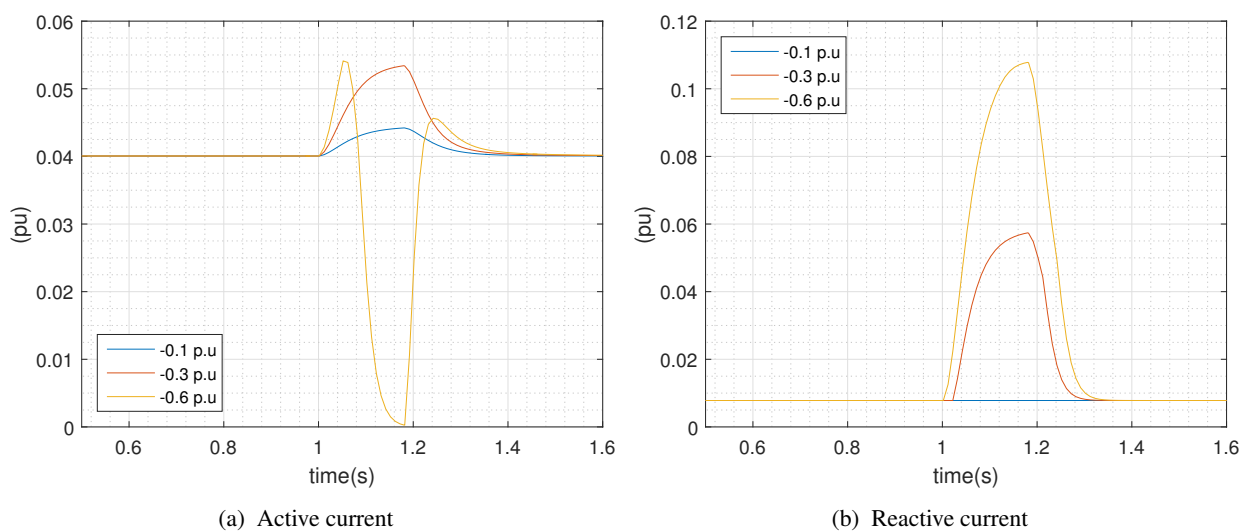 0.06
0.05
0.04
0.03
0.02
0.01
0
(pu)
-0.1 p.u
-0.3 p.u
-0.6 p.u
0.6 0.8 1 1.2 1.4 1.6
time(s)
(a) Active current
0.12
0.1
0.08
0.06
0.04
0.02
0
(pu)
-0.1 p.u
-0.3 p.u
-0.6 p.u
0.6 0.8 1 1.2 1.4 1.6
time(s)
(b) Reactive current